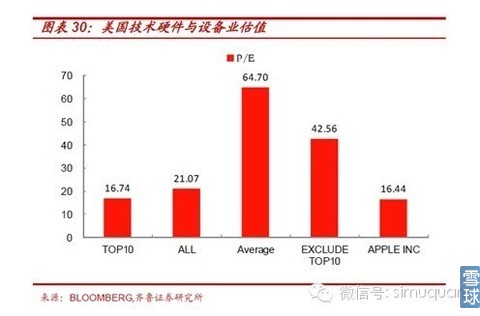 图表 30：美国技术硬件与设备业估值
P/E
70
60
50
40
30
20
10
0
16.74
21.07
64.70
42.56
16.44
TOP10
ALL
Average
EXCLUDE TOP10
APPLE INC
来源：BLOOMBERG,齐鲁证券研究所
微信号: simuquan
雪球